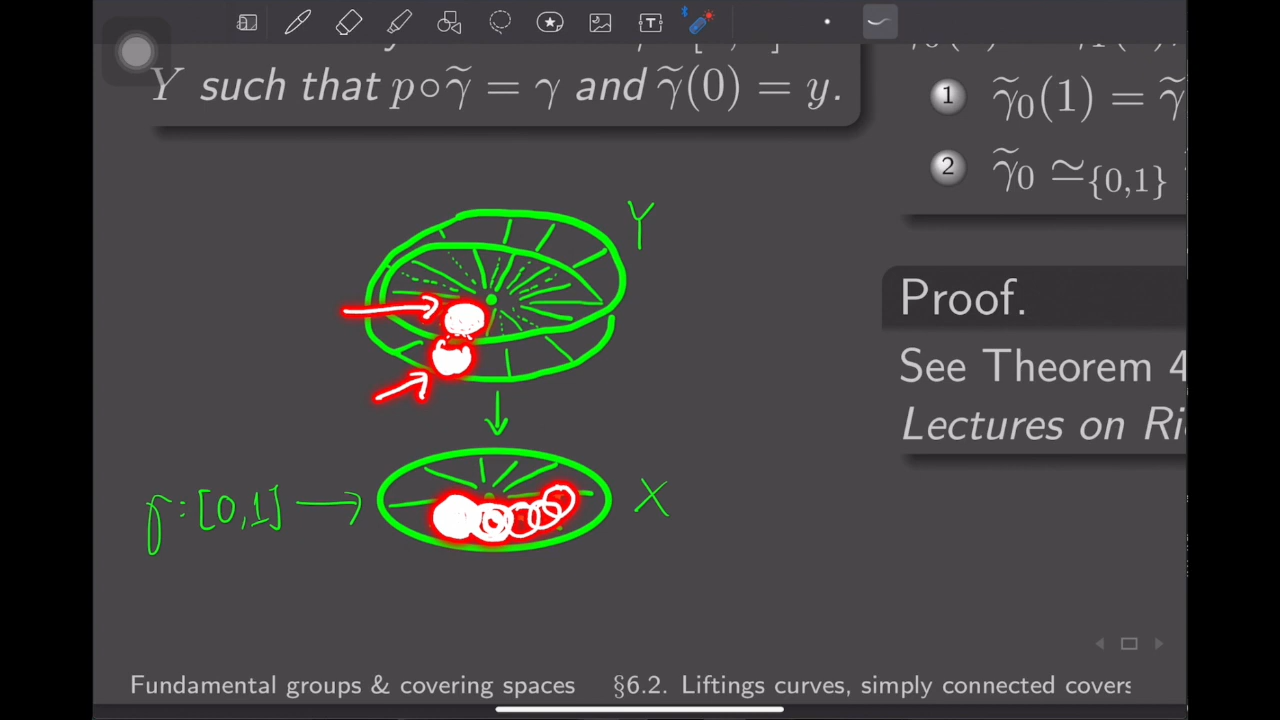 Y such that p∘γ̃ = γ and γ̃(0) = y.
1 γ̃₀(1) = γ̃
2 γ̃₀ ≃{0,1}
Y
Proof.
See Theorem 4
Lectures on Ri
γ:[0,1] →
X
Fundamental groups & covering spaces §6.2. Liftings curves, simply connected covers